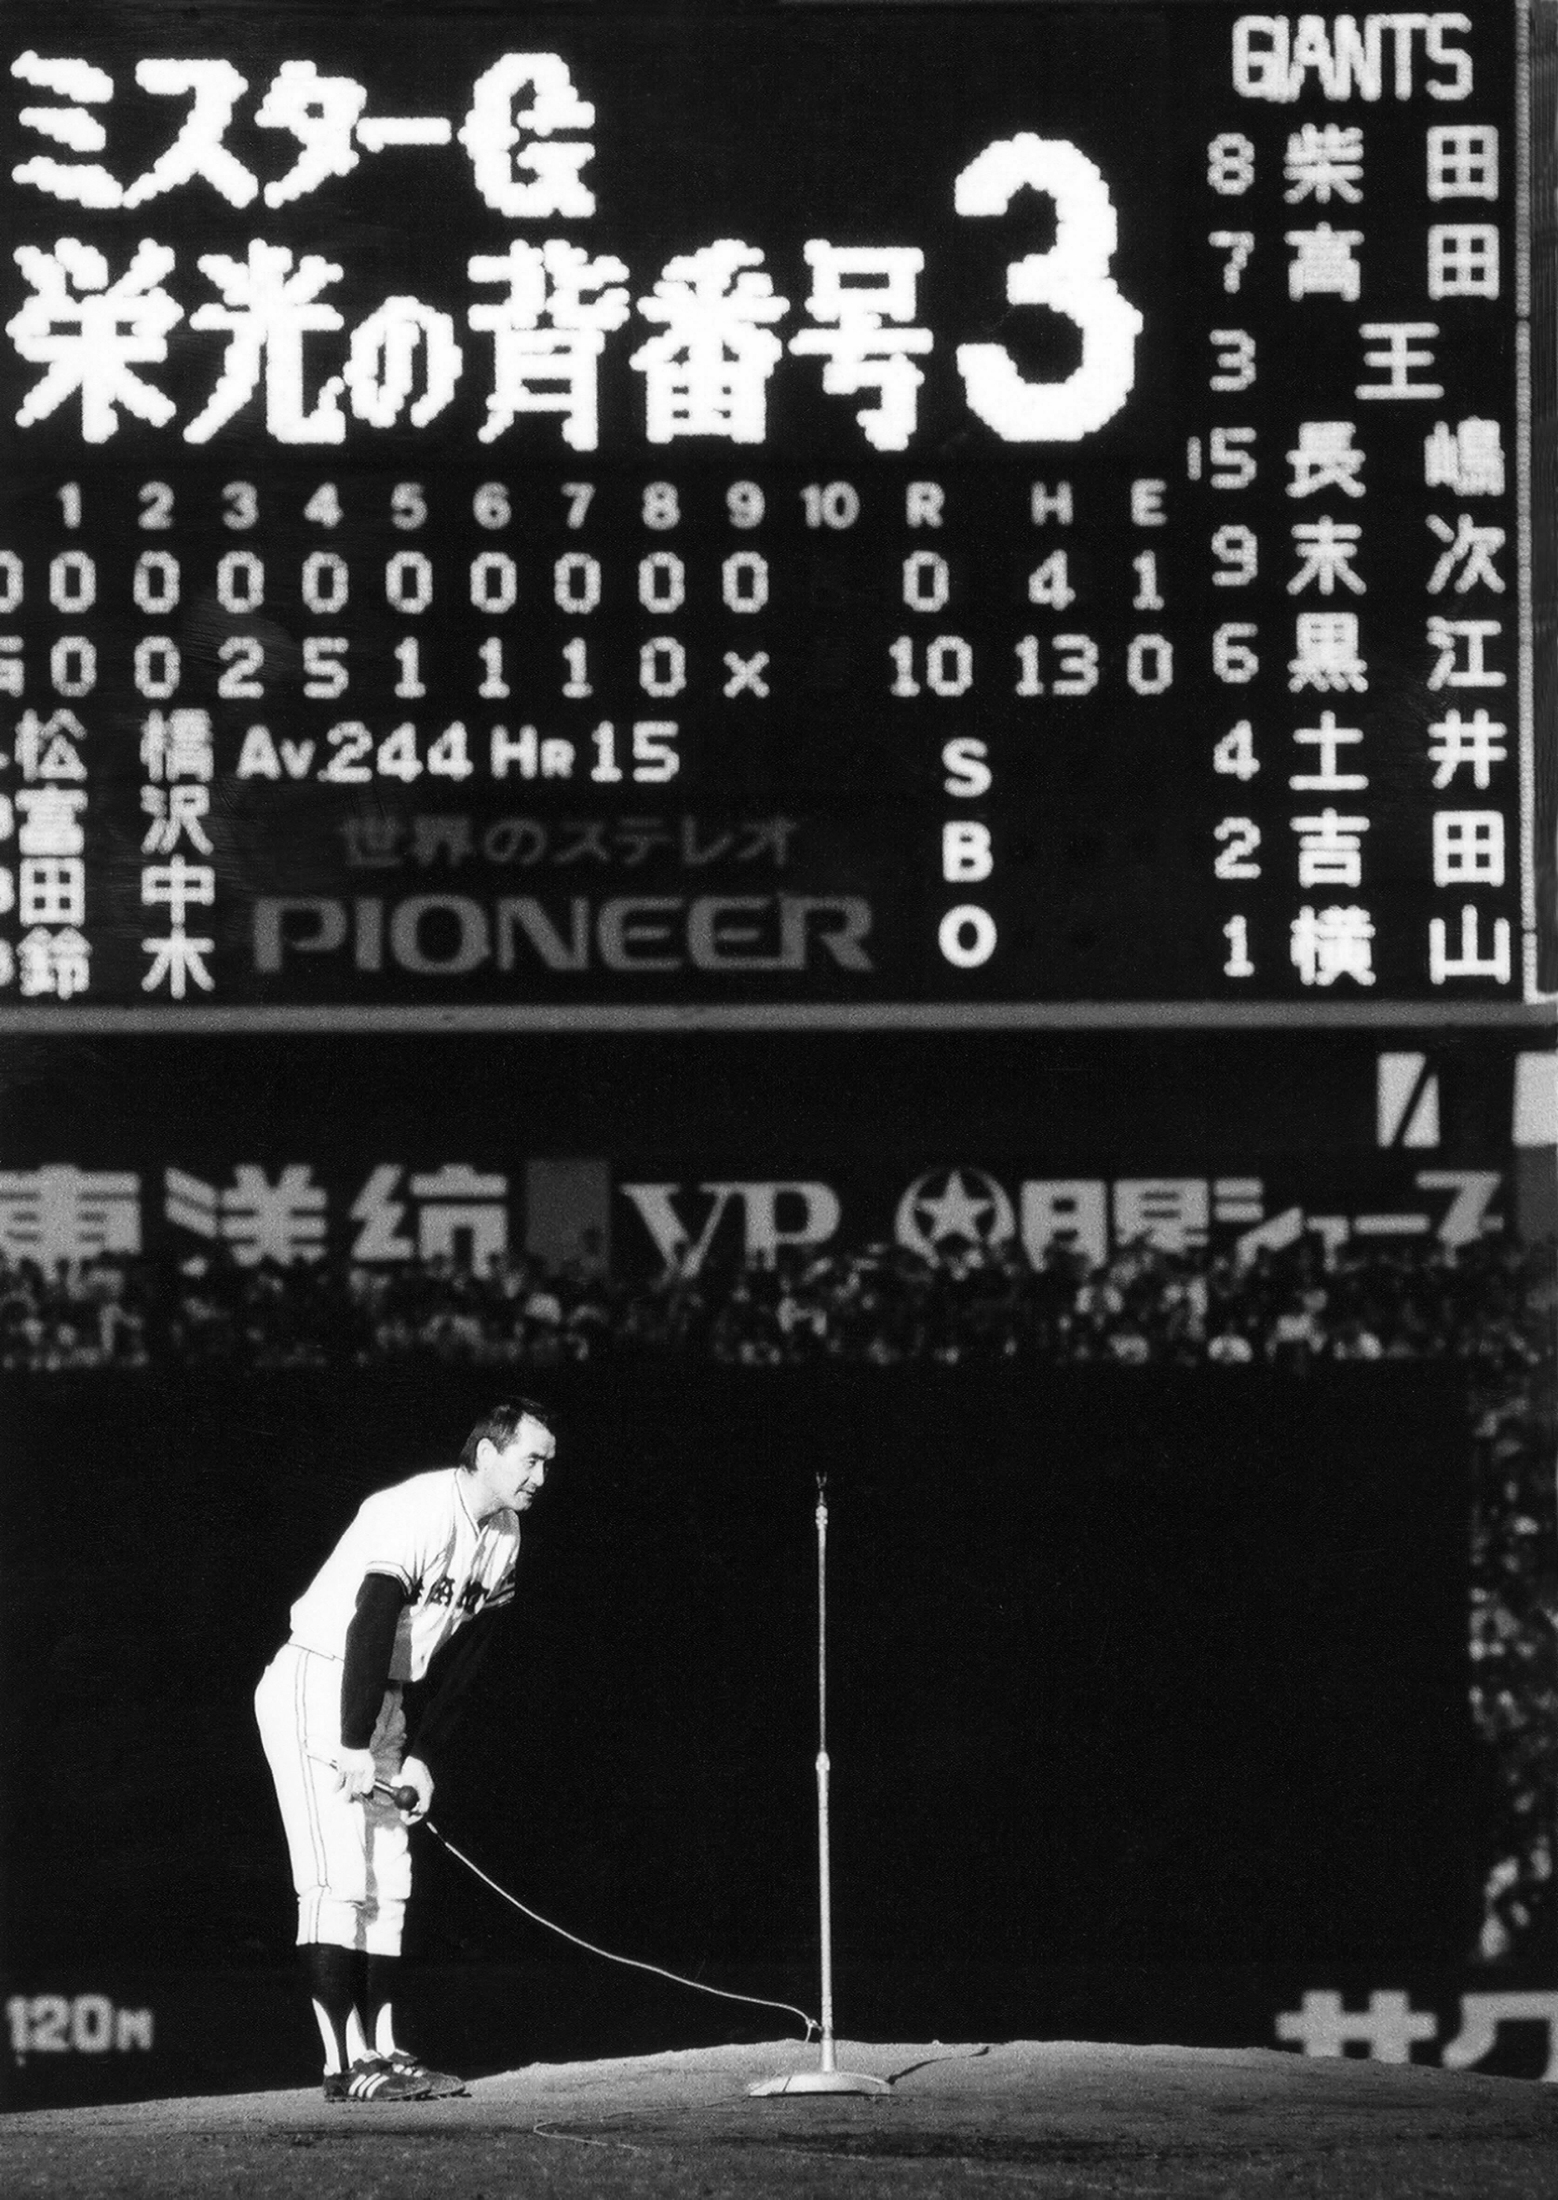 ミスターG
栄光の背番号3
1 2 3 4 5 6 7 8 9 10 R H E
0 0 0 0 0 0 0 0 0 0 4 1
0 0 2 5 1 1 1 0 x 10 13 0
松橋 Av.244 HR15
富沢
田中
鈴木
世界のステレオ
PIONEER
S
B
O
GIANTS
8 柴田
7 高田
3 王
15 長嶋
9 末次
6 黒江
4 土井
2 吉田
1 横山
東洋紡 VP 月星シューズ
120M
サク